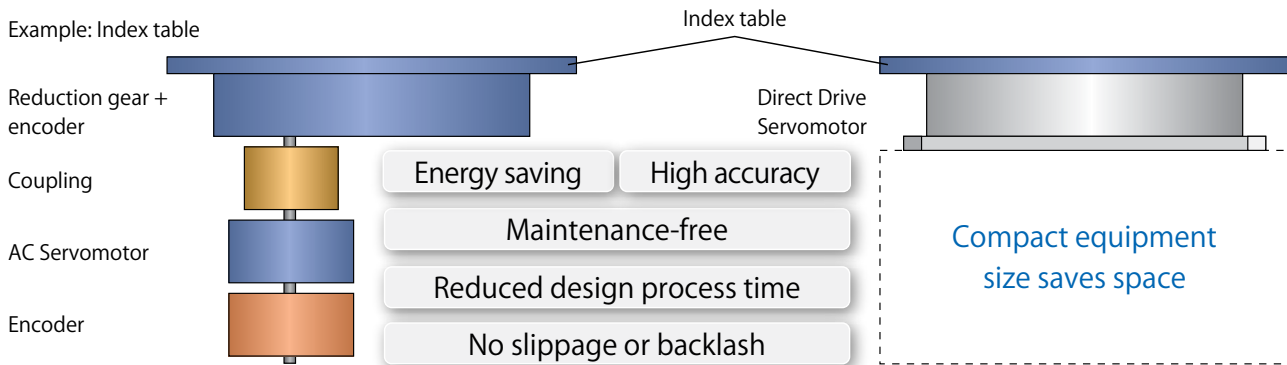 Example: Index table
Index table
Reduction gear +
encoder
Direct Drive
Servomotor
Coupling
Energy saving
High accuracy
AC Servomotor
Maintenance-free
Reduced design process time
Encoder
No slippage or backlash
Compact equipment
size saves space